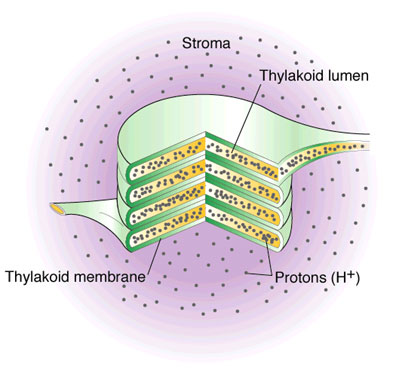 Stroma
Thylakoid lumen
Thylakoid membrane
Protons (H+)